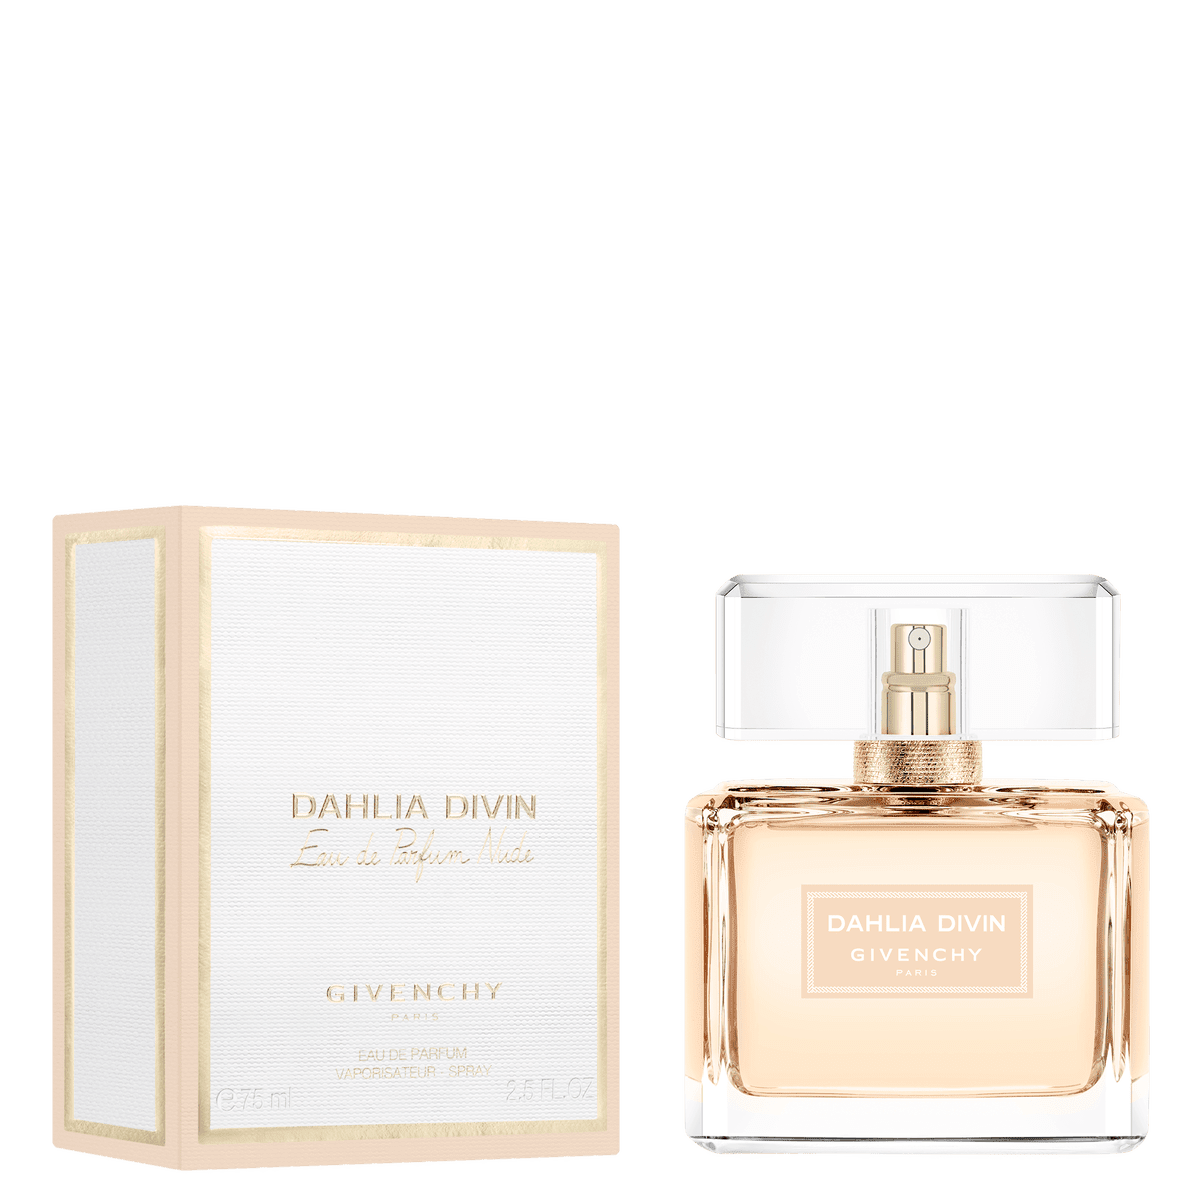 DAHLIA DIVIN
Eau de Parfum Nude
GIVENCHY
PARIS
EAU DE PARFUM
VAPORISATEUR - SPRAY
℮75 ml 2.5 FL.OZ
DAHLIA DIVIN
GIVENCHY
PARIS